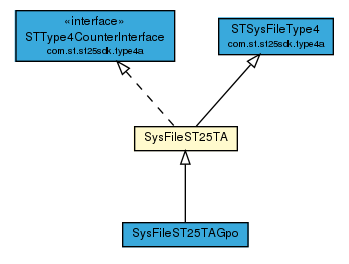 «interface»
STType4CounterInterface
com.st.st25sdk.type4a
STSysFileType4
com.st.st25sdk.type4a
SysFileST25TA
SysFileST25TAGpo